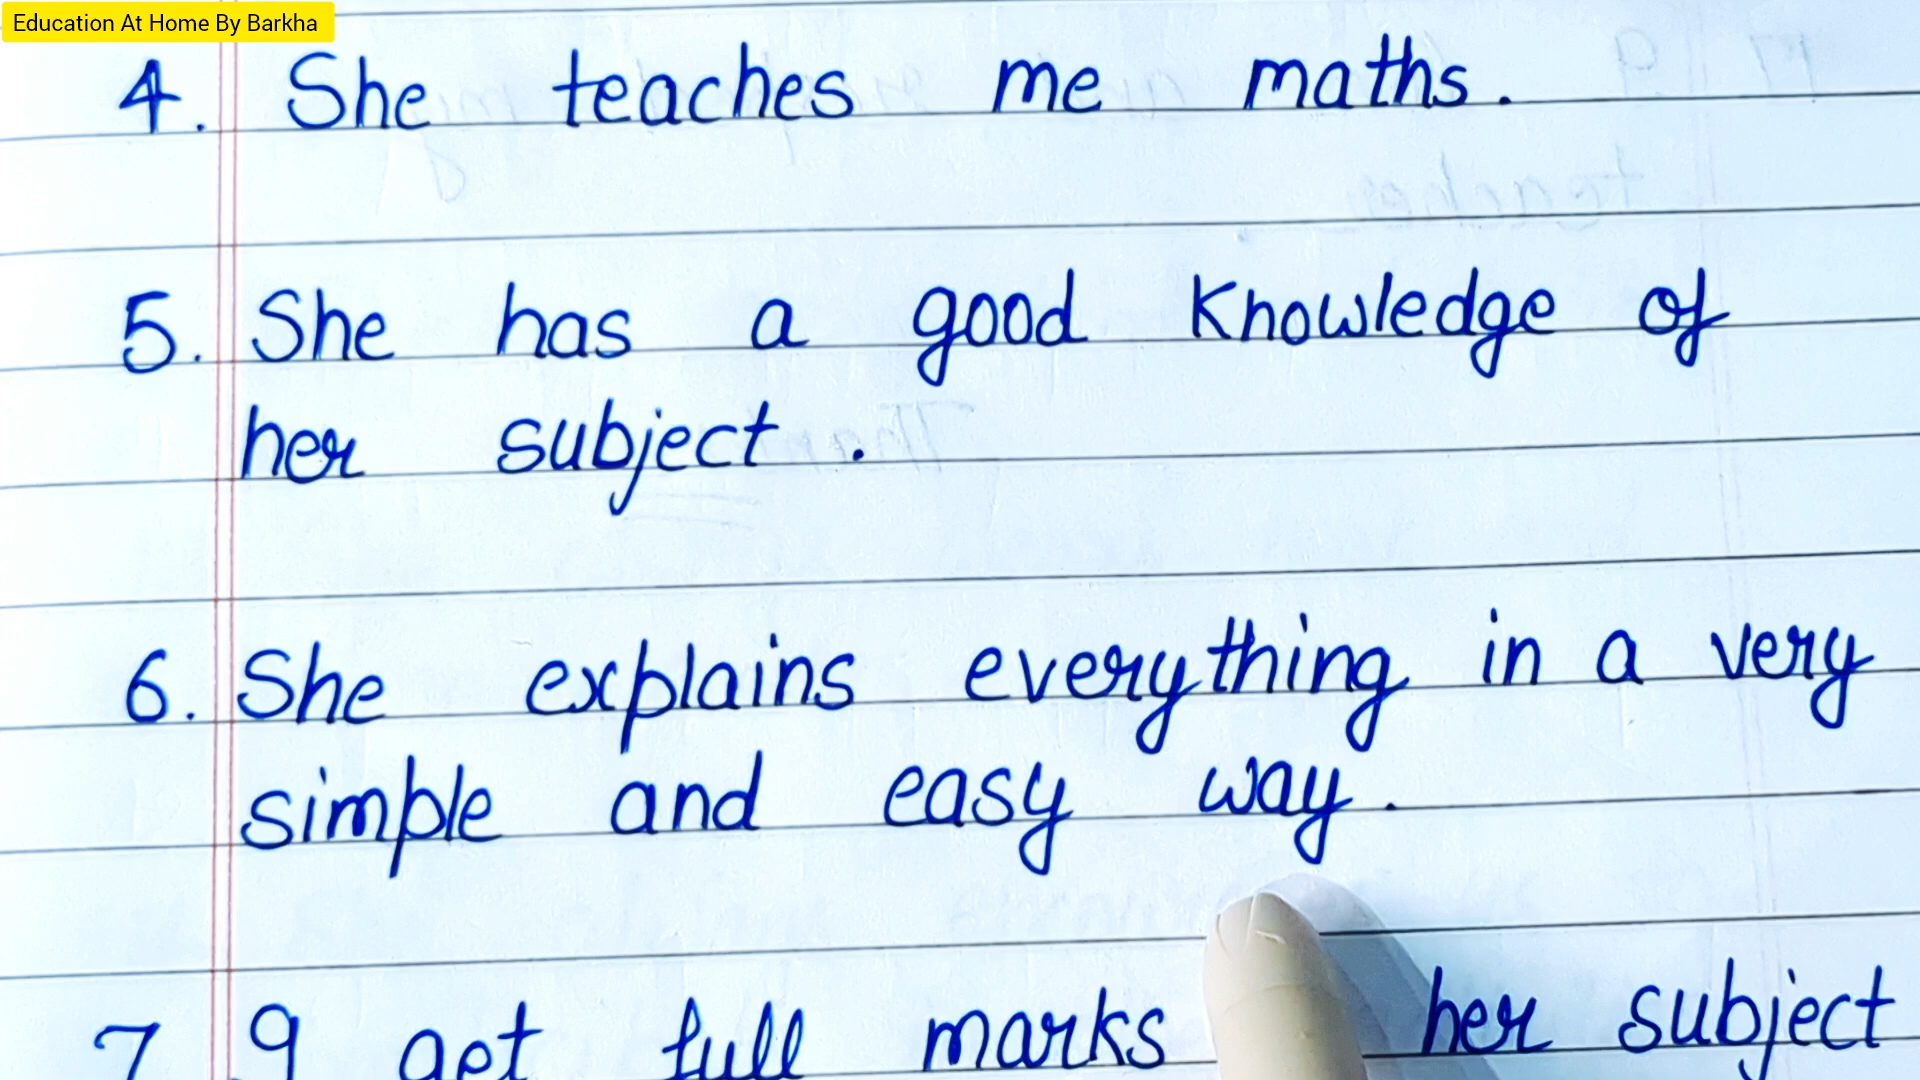 Education At Home By Barkha
4. She teaches me maths.
5. She has a good knowledge of
her subject.
6. She explains everything in a very
simple and easy way.
7 I get full marks her subject